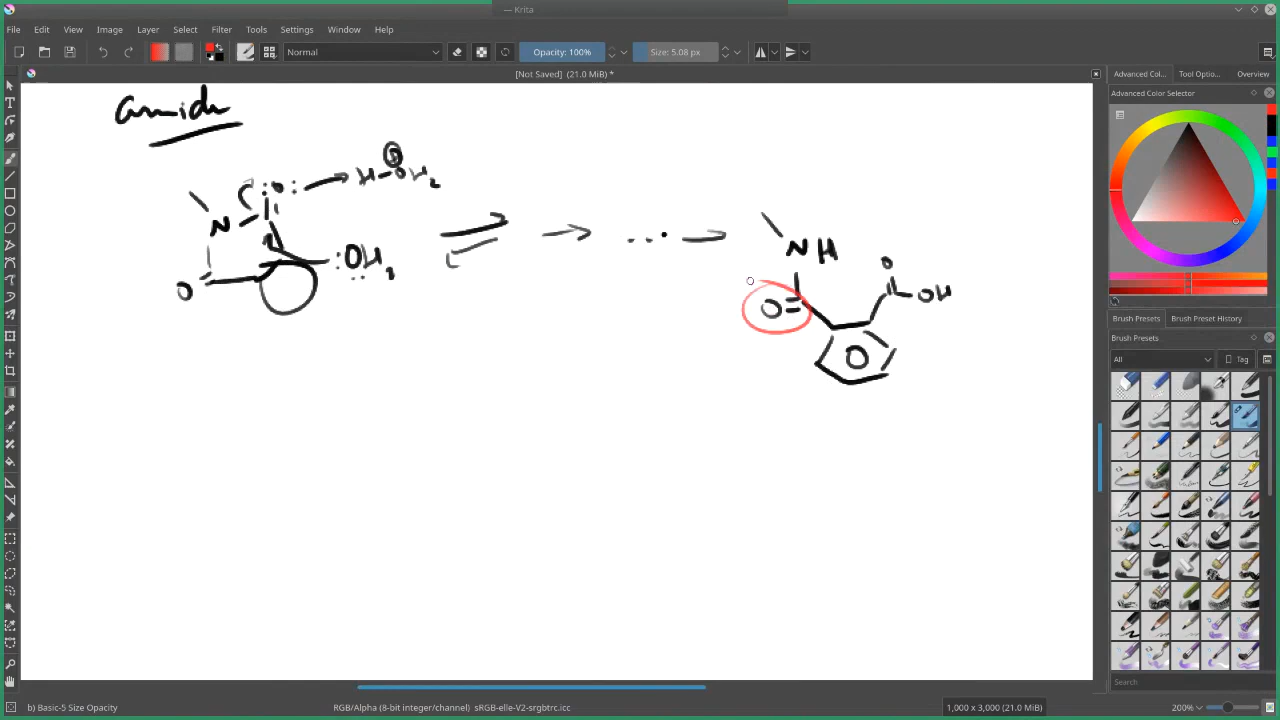 — Krita
File Edit View Image Layer Select Filter Tools Settings Window Help
Normal Opacity: 100% Size: 5.08 px
[Not Saved] (21.0 MiB) *
Advanced Col... Tool Optio... Overview
Advanced Color Selector
amide
:O: H-OH2
N
O :OH2
N H
O
O OH
O
Brush Presets Brush Preset History
Brush Presets
All Tag
Search
b) Basic-5 Size Opacity RGB/Alpha (8-bit integer/channel) sRGB-elle-V2-srgbtrc.icc 1,000 x 3,000 (21.0 MiB) 200%